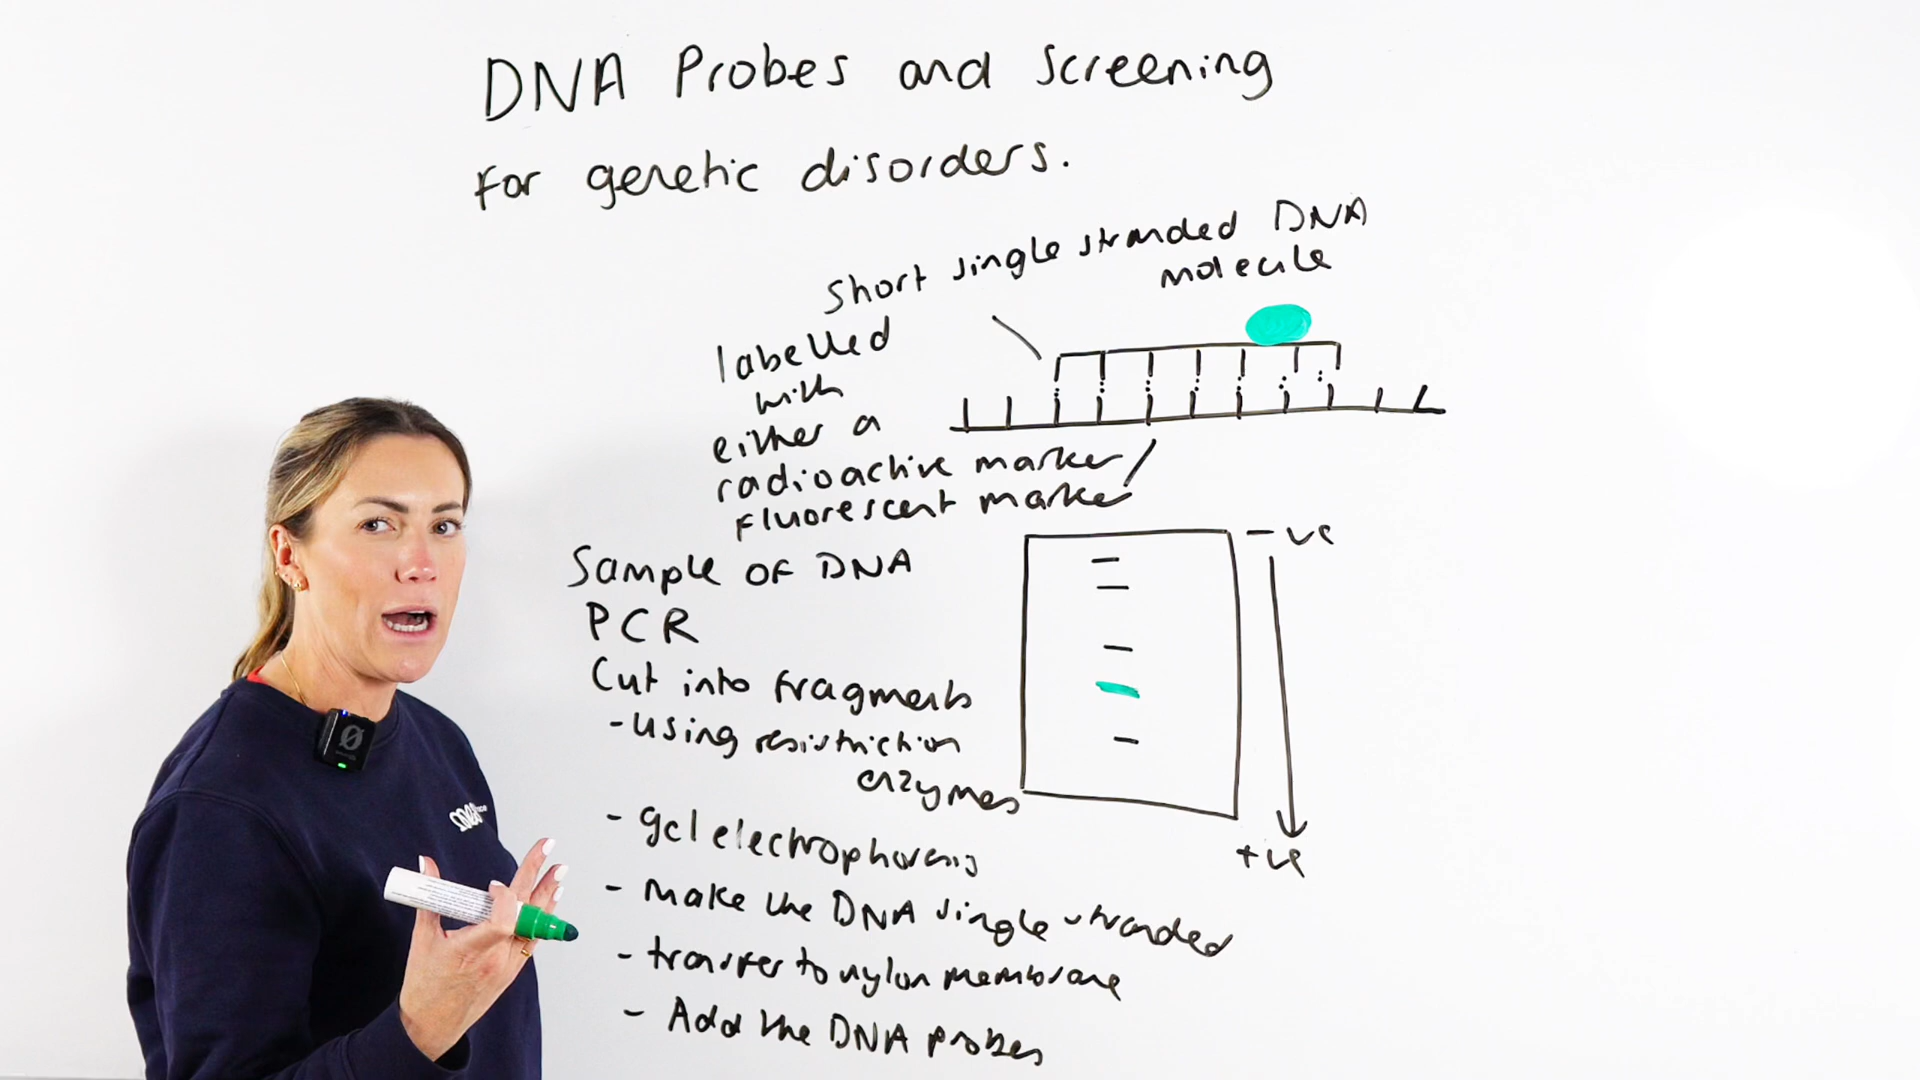 DNA Probes and screening
for genetic disorders.
Short single stranded DNA
molecule
labelled
with
either a
radioactive marker/
fluorescent marker
Sample of DNA
PCR
Cut into fragments
- using resistriction
enzymes
- gel electrophoresis
- make the DNA single stranded
- transfer to nylon membrane
- Add the DNA probes
- ve
+ve